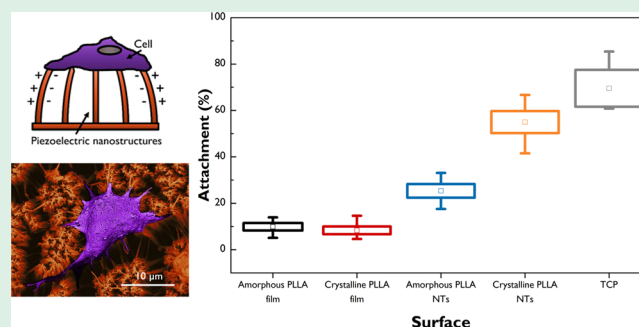 Cell
+ - - +
+ - - +
+ - - +
Piezoelectric nanostructures
10 μm
Attachment (%)
100
80
60
40
20
0
Amorphous PLLA
film
Crystalline PLLA
film
Amorphous PLLA
NTs
Crystalline PLLA
NTs
TCP
Surface